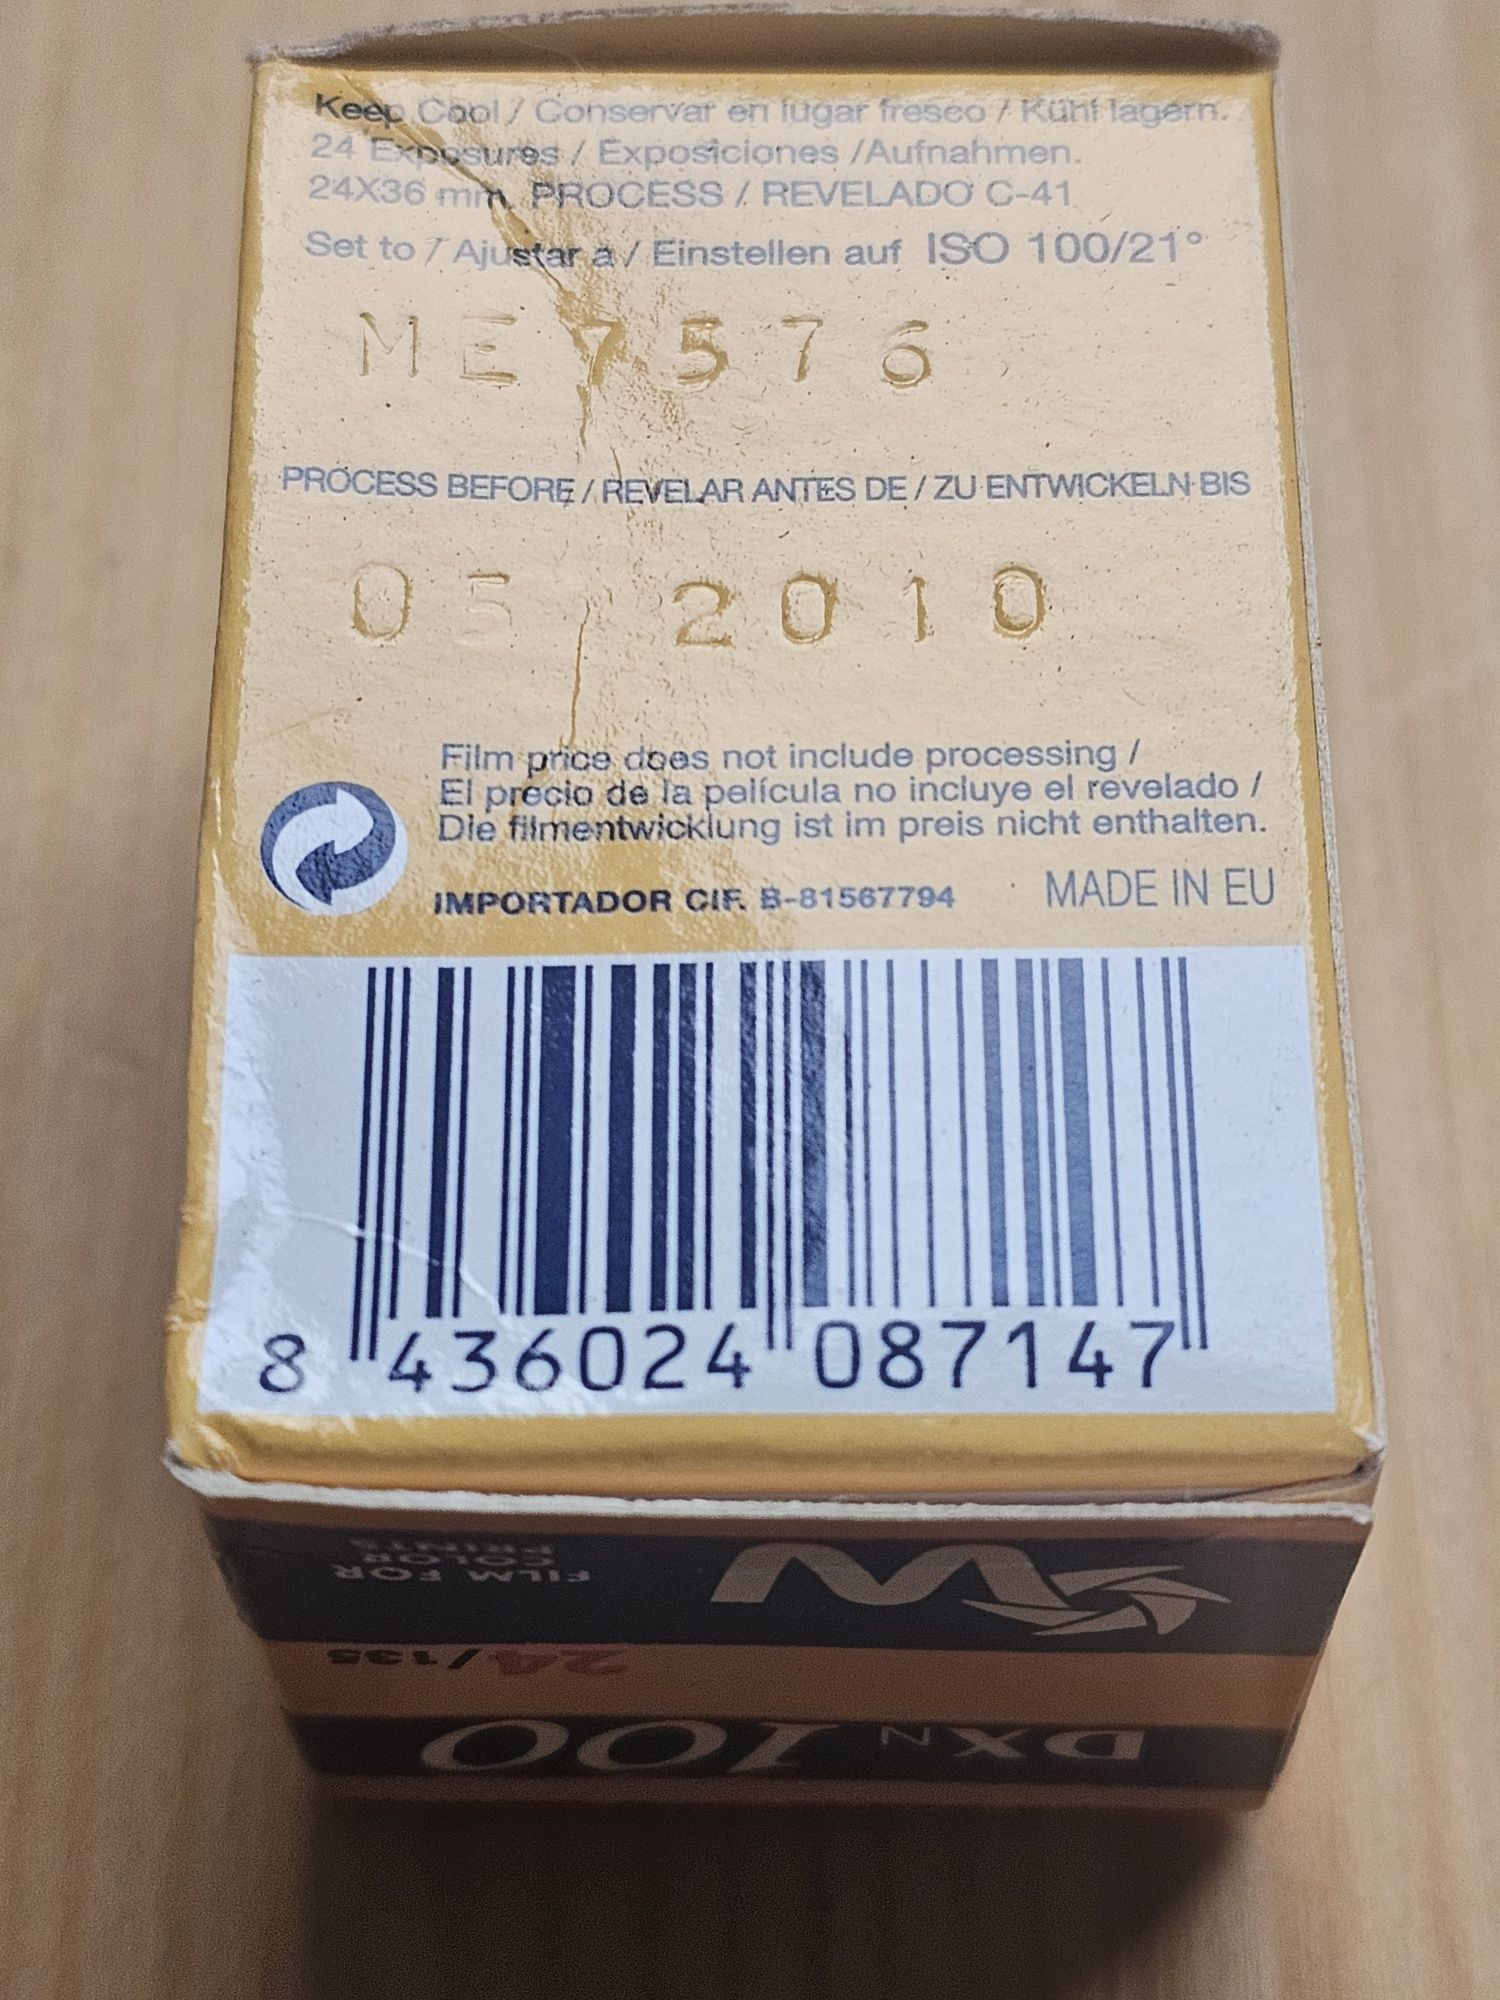 Keep Cool / Conservar en lugar fresco / Kühl lagern.
24 Exposures / Exposiciones /Aufnahmen.
24X36 mm. PROCESS / REVELADO C-41
Set to / Ajustar a / Einstellen auf ISO 100/21°
ME7576
PROCESS BEFORE / REVELAR ANTES DE / ZU ENTWICKELN BIS
05 2010
Film price does not include processing /
El precio de la película no incluye el revelado /
Die filmentwicklung ist im preis nicht enthalten.
IMPORTADOR CIF. B-81567794 MADE IN EU
8 436024 087147
FILM FOR
COLOR
PRINTS
24/135
DXN 100